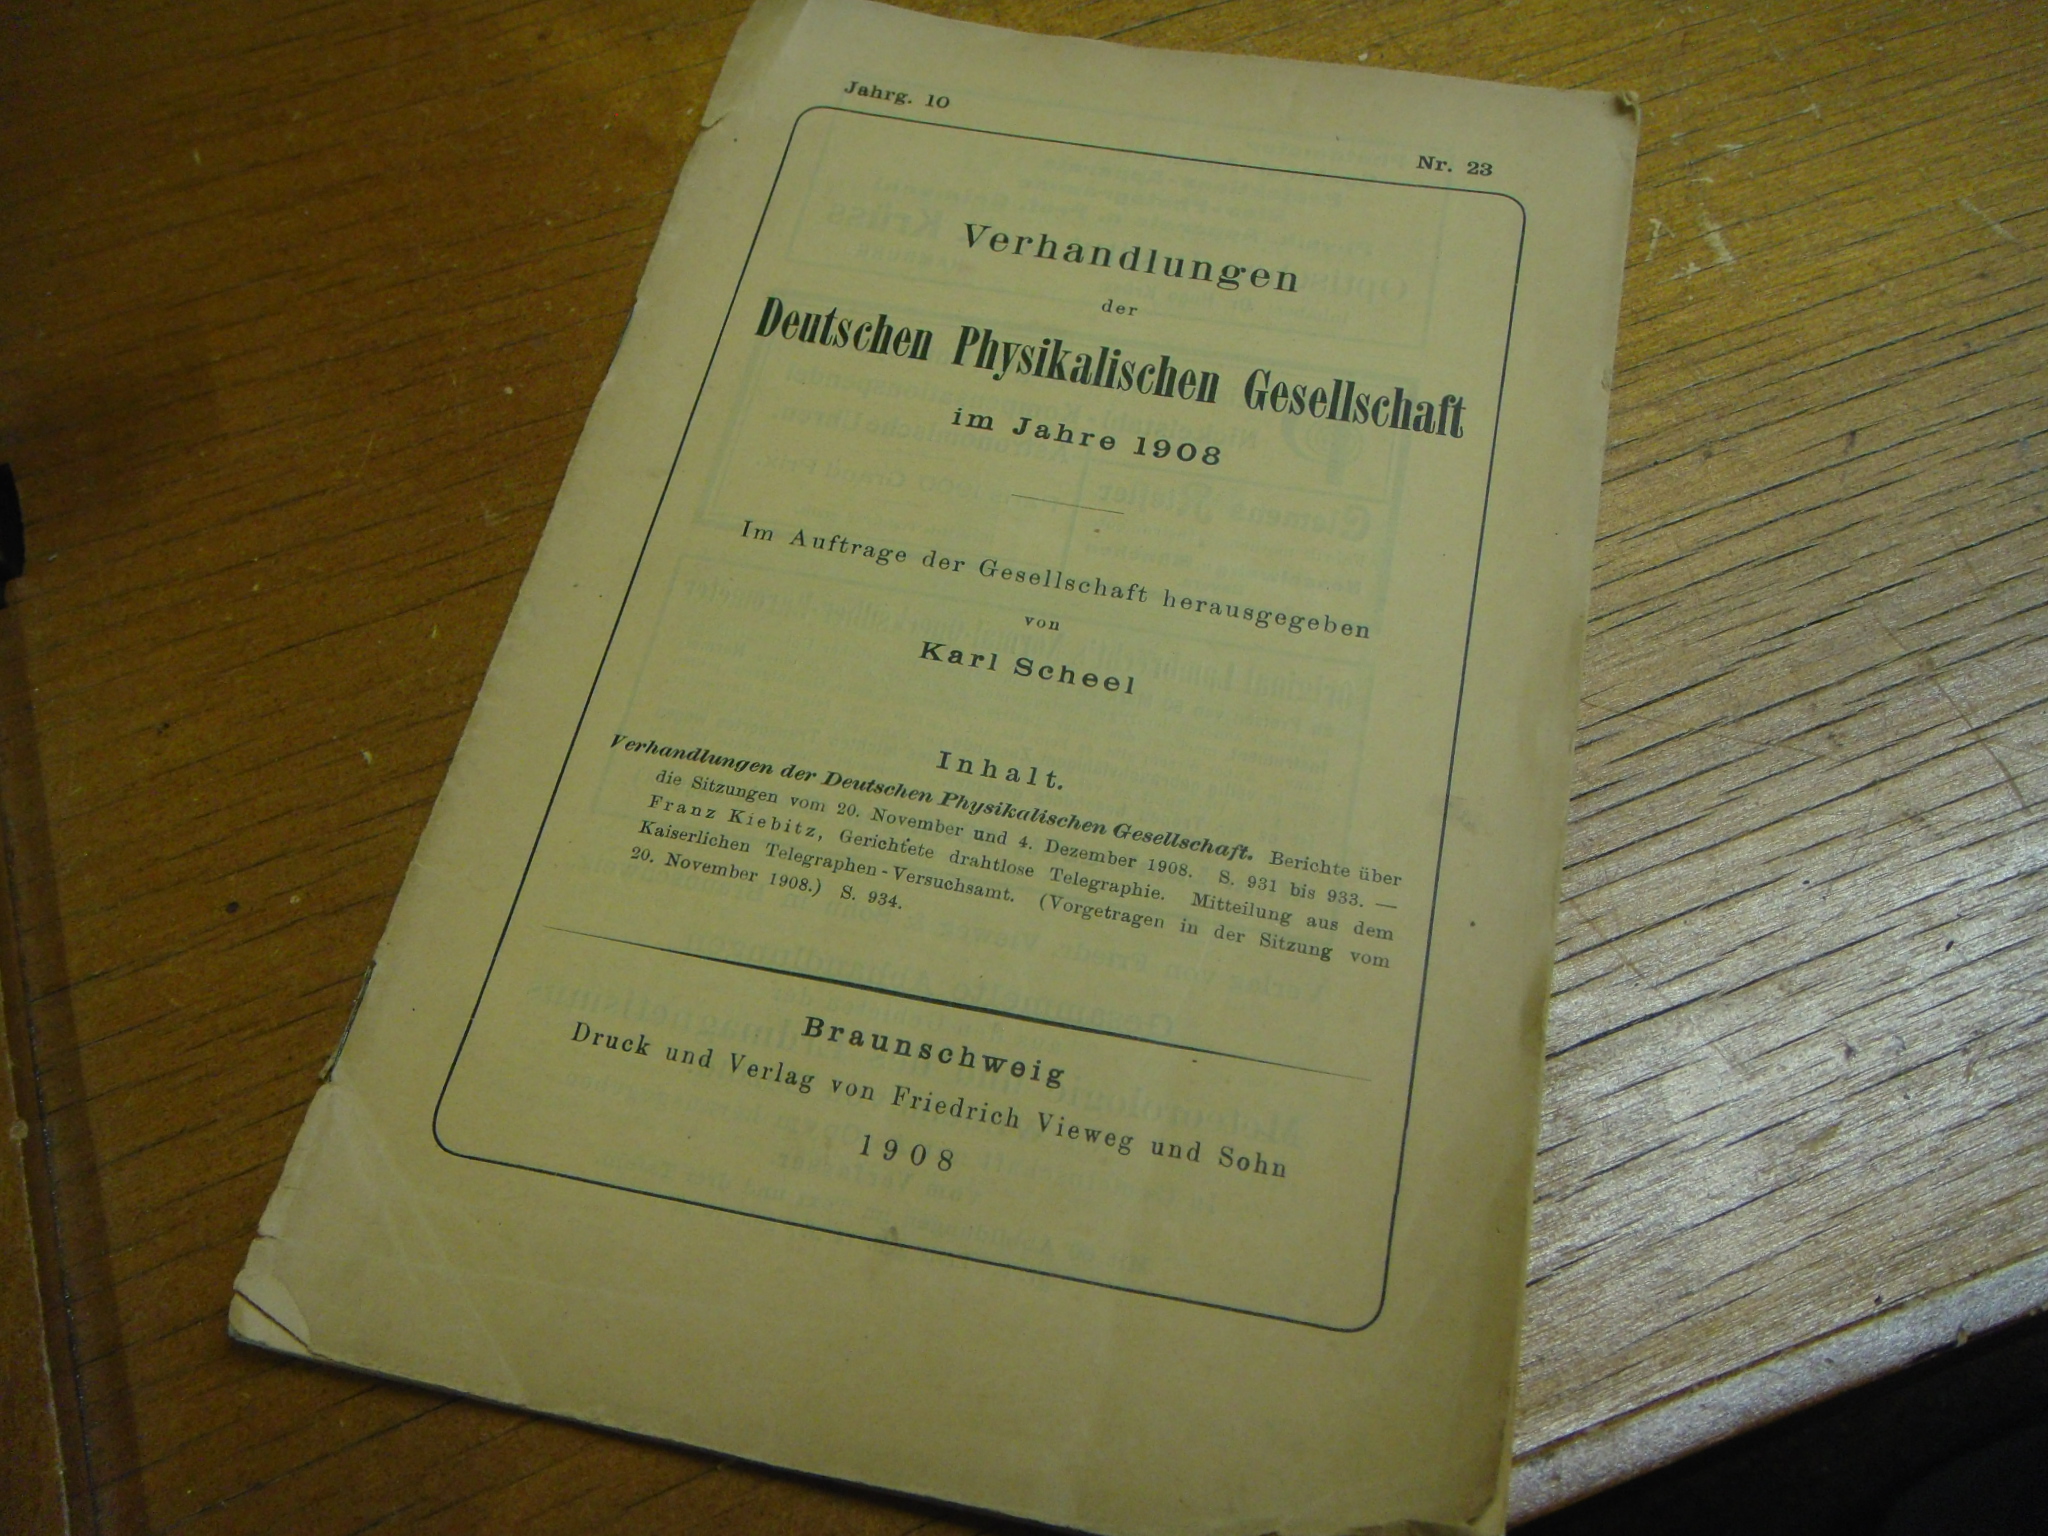 Jahrg. 10
Nr. 23
Verhandlungen
der
Deutschen Physikalischen Gesellschaft
im Jahre 1908
Im Auftrage der Gesellschaft herausgegeben
von
Karl Scheel
Inhalt.
Verhandlungen der Deutschen Physikalischen Gesellschaft. Berichte über
die Sitzungen vom 20. November und 4. Dezember 1908. S. 931 bis 933. —
Franz Kiebitz, Gerichtete drahtlose Telegraphie. Mitteilung aus dem
Kaiserlichen Telegraphen-Versuchsamt. (Vorgetragen in der Sitzung vom
20. November 1908.) S. 934.
Braunschweig
Druck und Verlag von Friedrich Vieweg und Sohn
1908